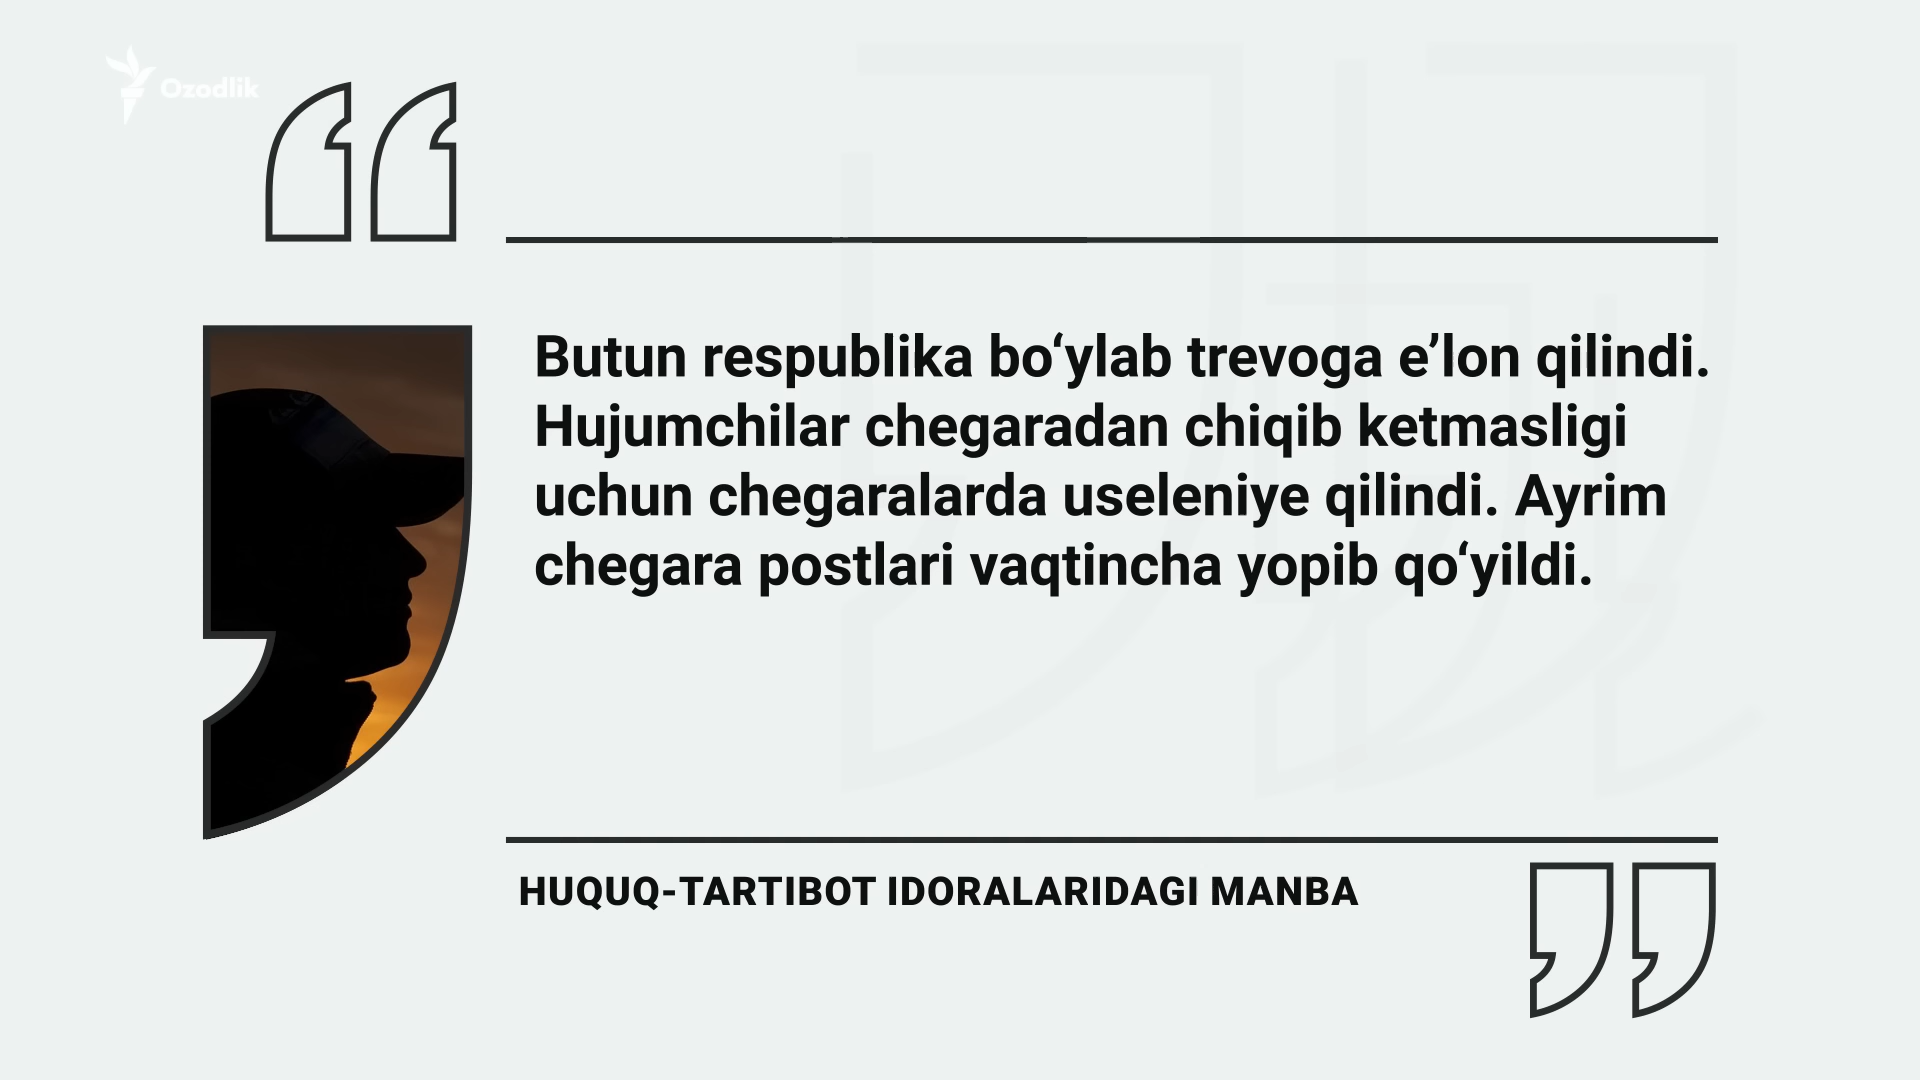 Ozodlik
Butun respublika bo‘ylab trevoga e’lon qilindi.
Hujumchilar chegaradan chiqib ketmasligi
uchun chegaralarda useleniye qilindi. Ayrim
chegara postlari vaqtincha yopib qo‘yildi.
HUQUQ-TARTIBOT IDORALARIDAGI MANBA